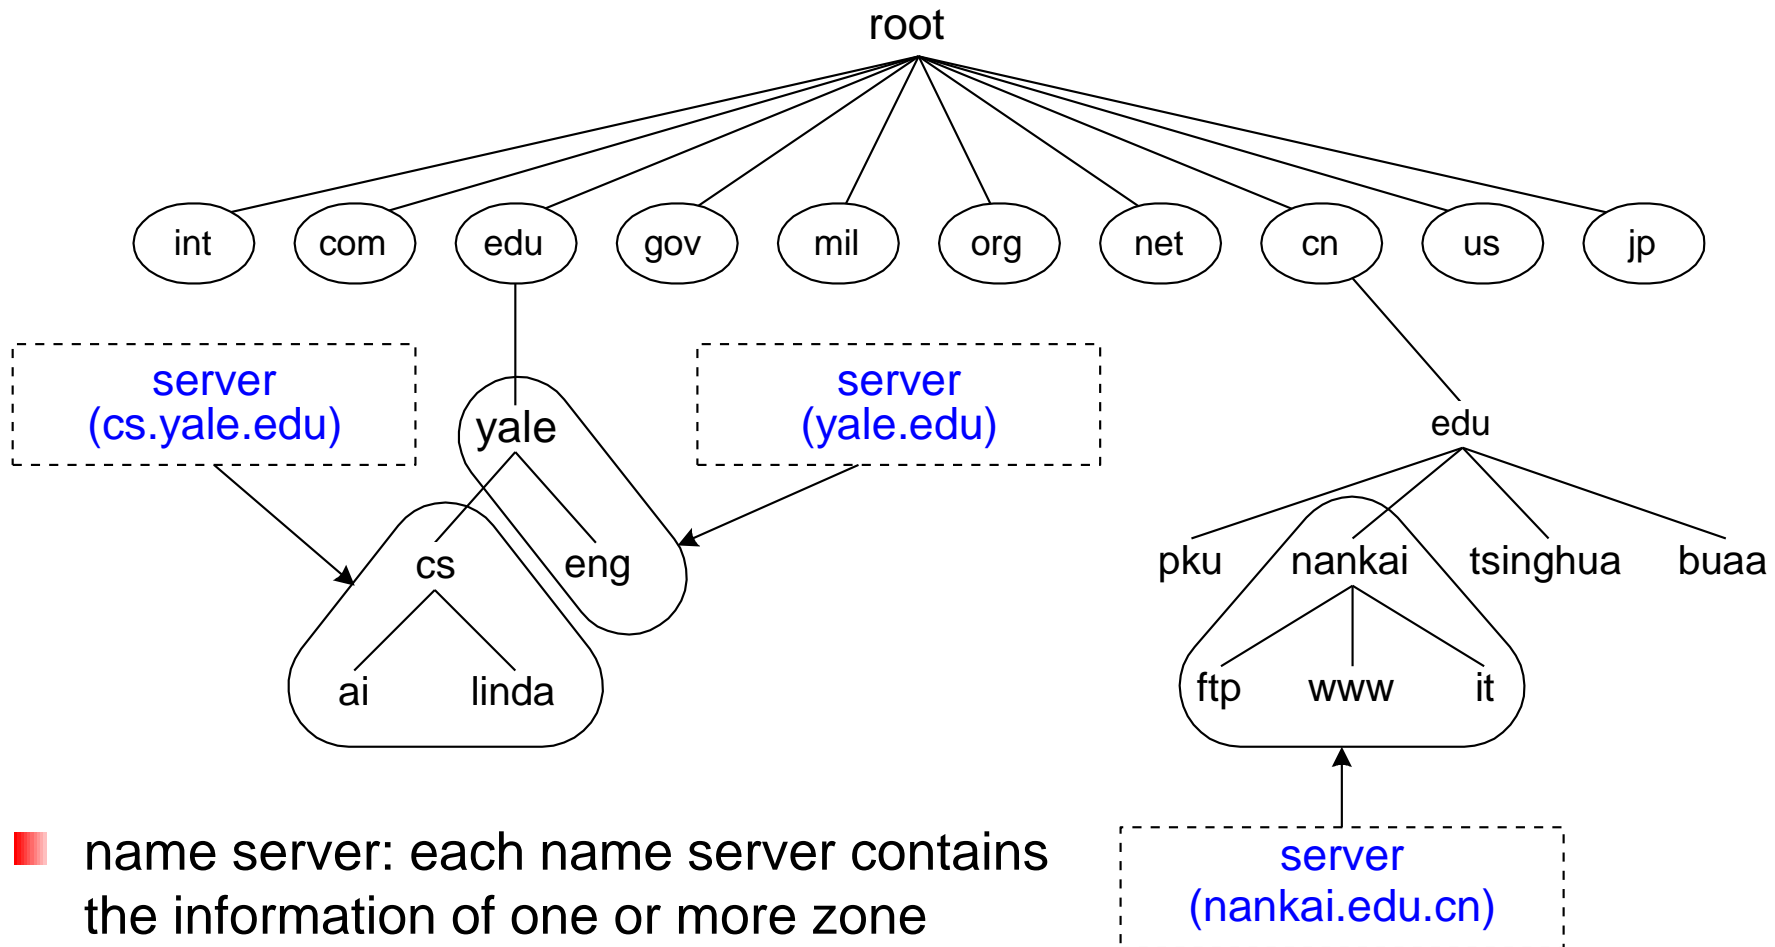 root
int com edu gov mil org net cn us jp
server
(cs.yale.edu)
yale
server
(yale.edu)
edu
cs
eng
pku nankai tsinghua buaa
ai linda
ftp www it
name server: each name server contains
the information of one or more zone
server
(nankai.edu.cn)